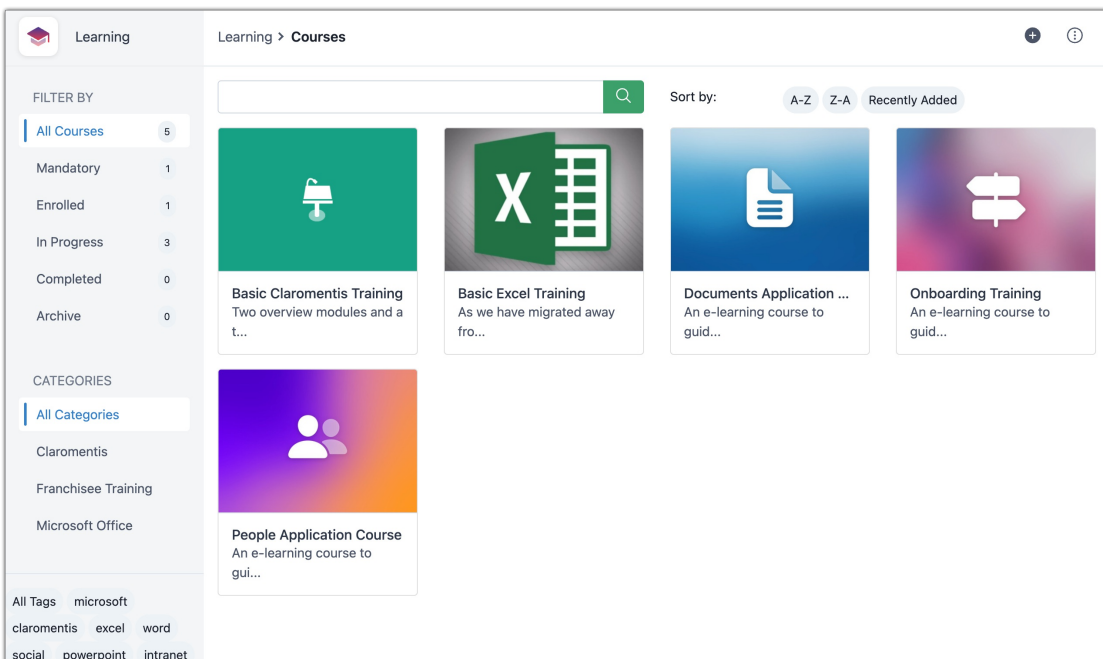 Learning
Learning > Courses
FILTER BY
All Courses 5
Mandatory 1
Enrolled 1
In Progress 3
Completed 0
Archive 0
CATEGORIES
All Categories
Claromentis
Franchisee Training
Microsoft Office
All Tags microsoft
claromentis excel word
social powerpoint intranet
Sort by: A-Z Z-A Recently Added
X
Basic Claromentis Training
Two overview modules and a
t...
Basic Excel Training
As we have migrated away
fro...
Documents Application ...
An e-learning course to
guid...
Onboarding Training
An e-learning course to
guid...
People Application Course
An e-learning course to
gui...